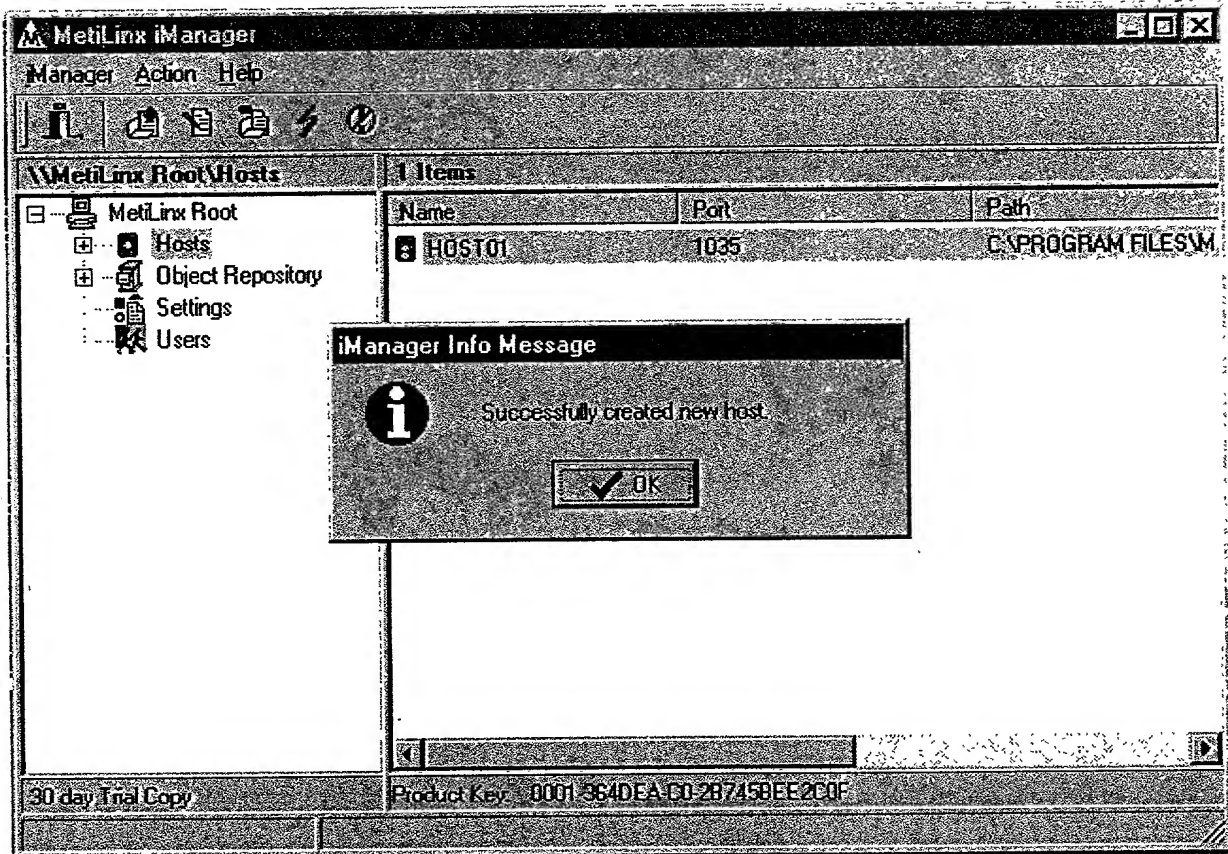 MetiLinx iManager
iManager Action Help
\\MetiLinx Root\Hosts
1 Items
MetiLinx Root
Hosts
Object Repository
Settings
Users
Name Port Path
HOST01 1035 C:\PROGRAM FILES\M
iManager Info Message
Successfully created new host.
OK
30 day Trial Copy
Product Key: 0001-364DEA-C0-2B745BEE2C0F